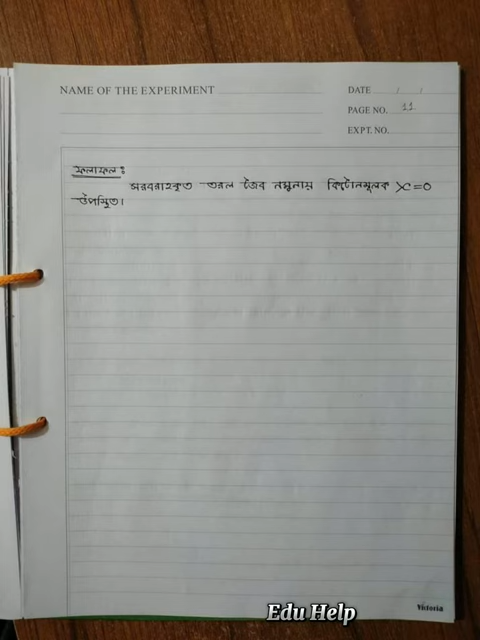 NAME OF THE EXPERIMENT
DATE / /
PAGE NO. 11
EXPT. NO.
ফলাফল :
সরবরাহকৃত তরল জৈব নমুনায় কিটোনমূলক >C=O
উপস্থিত।
Victoria
Edu Help